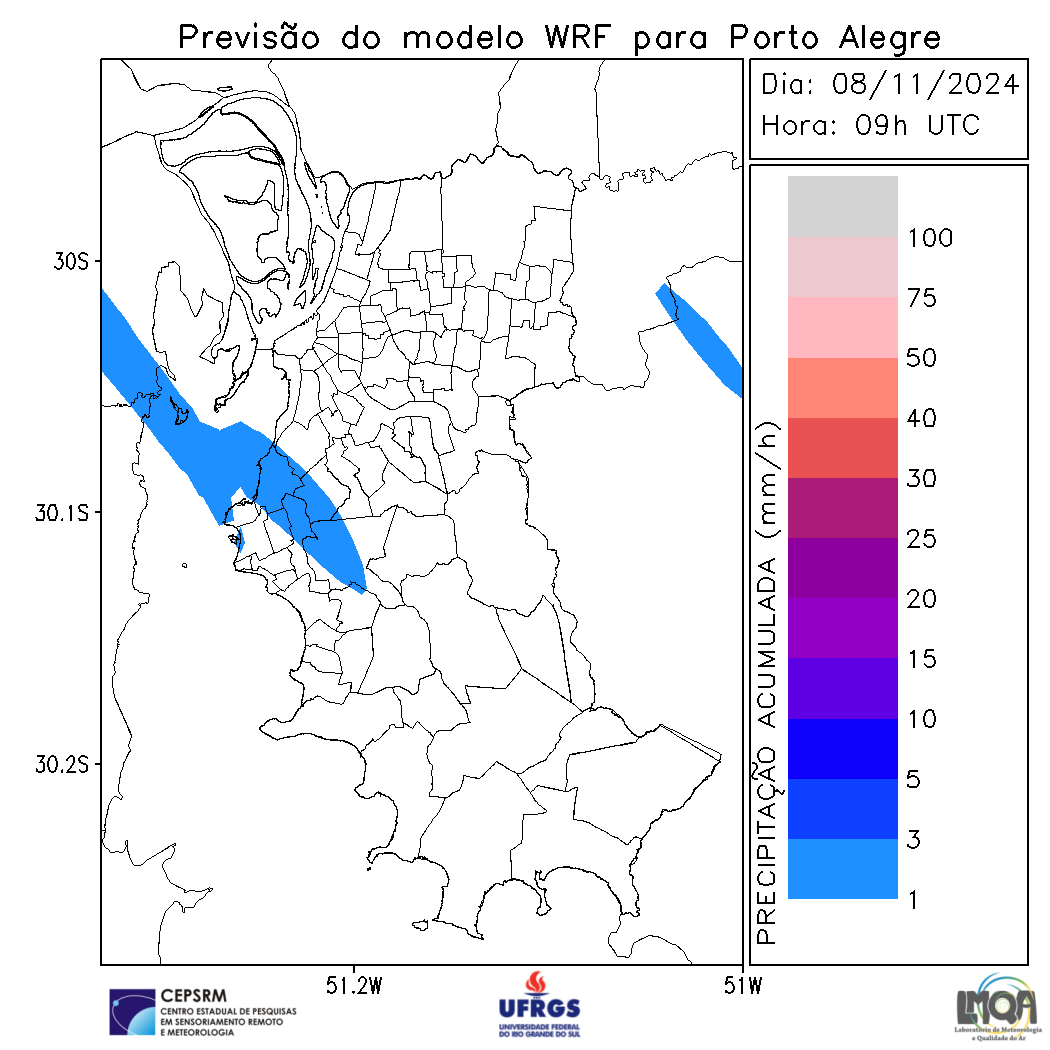 Previsão do modelo WRF para Porto Alegre
Dia: 08/11/2024
Hora: 09h UTC
30S
30.1S
30.2S
51.2W
51W
PRECIPITAÇÃO ACUMULADA (mm/h)
100
75
50
40
30
25
20
15
10
5
3
1
CEPSRM
CENTRO ESTADUAL DE PESQUISAS
EM SENSORIAMENTO REMOTO
E METEOROLOGIA
UFRGS
UNIVERSIDADE FEDERAL
DO RIO GRANDE DO SUL
LMQA
Laboratório de Meteorologia
e Qualidade do Ar